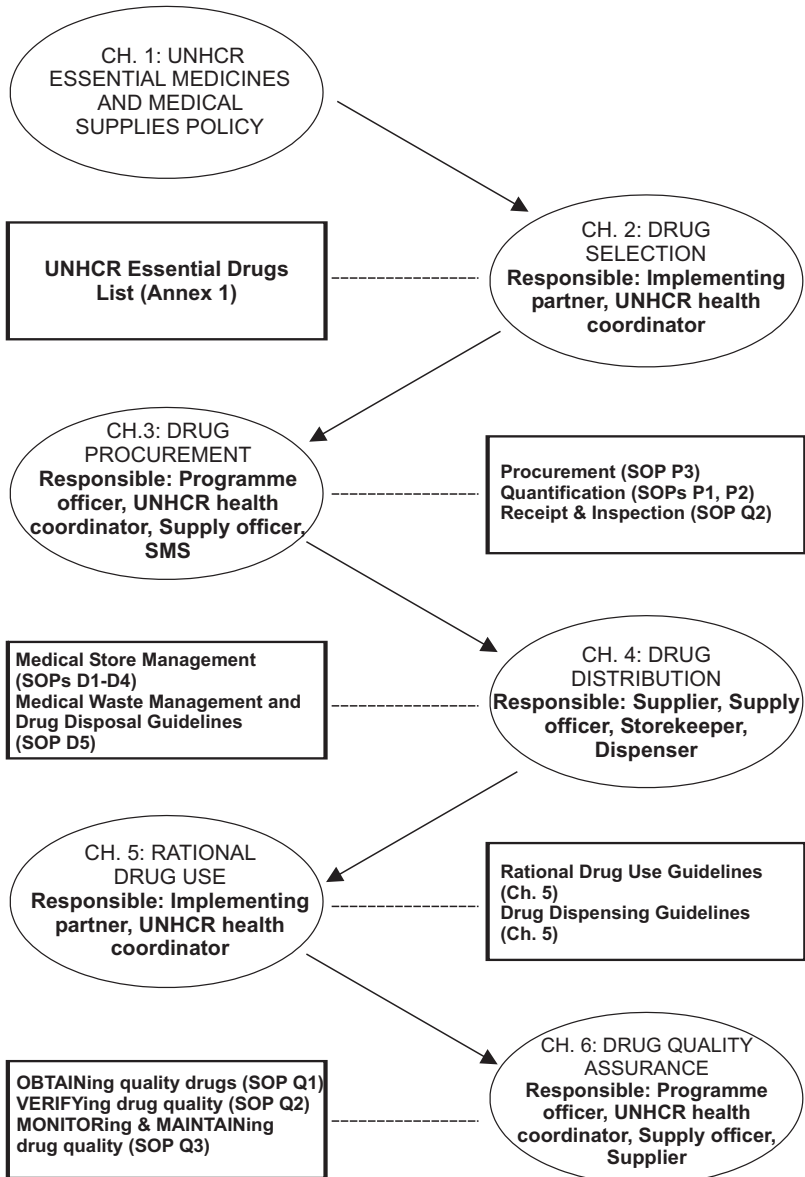 CH. 1: UNHCR
ESSENTIAL MEDICINES
AND MEDICAL
SUPPLIES POLICY
CH. 2: DRUG
SELECTION
Responsible: Implementing
partner, UNHCR health
coordinator
UNHCR Essential Drugs
List (Annex 1)
CH.3: DRUG
PROCUREMENT
Responsible: Programme
officer, UNHCR health
coordinator, Supply officer,
SMS
Procurement (SOP P3)
Quantification (SOPs P1, P2)
Receipt & Inspection (SOP Q2)
CH. 4: DRUG
DISTRIBUTION
Responsible: Supplier, Supply
officer, Storekeeper,
Dispenser
Medical Store Management
(SOPs D1-D4)
Medical Waste Management and
Drug Disposal Guidelines
(SOP D5)
CH. 5: RATIONAL
DRUG USE
Responsible: Implementing
partner, UNHCR health
coordinator
Rational Drug Use Guidelines
(Ch. 5)
Drug Dispensing Guidelines
(Ch. 5)
CH. 6: DRUG QUALITY
ASSURANCE
Responsible: Programme
officer, UNHCR health
coordinator, Supply officer,
Supplier
OBTAINing quality drugs (SOP Q1)
VERIFYing drug quality (SOP Q2)
MONITORing & MAINTAINing
drug quality (SOP Q3)